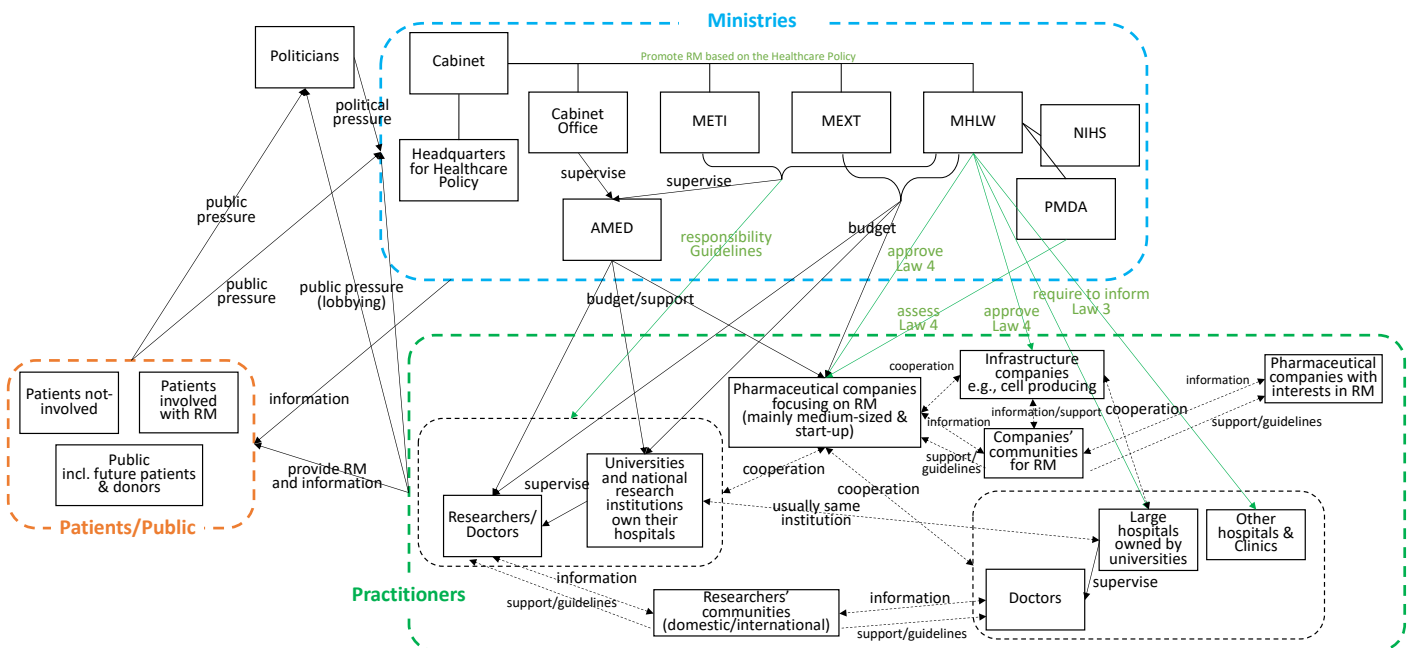 Ministries
Politicians
Cabinet
Promote RM based on the Healthcare Policy
political
pressure
Cabinet
Office
METI
MEXT
MHLW
NIHS
Headquarters
for Healthcare
Policy
supervise
supervise
PMDA
AMED
budget
public
pressure
responsibility
Guidelines
approve
Law 4
public
pressure
public pressure
(lobbying)
budget/support
assess
Law 4
approve
Law 4
require to inform
Law 3
Patients not-
involved
Patients
involved
with RM
Public
incl. future patients
& donors
Patients/Public
information
provide RM
and information
Pharmaceutical companies
focusing on RM
(mainly medium-sized &
start-up)
cooperation
Infrastructure
companies
e.g., cell producing
information
Pharmaceutical
companies with
interests in RM
information
information/support
cooperation
support/guidelines
Companies’
communities
for RM
support/
guidelines
cooperation
cooperation
supervise
Universities
and national
research
institutions
own their
hospitals
Researchers/
Doctors
usually same
institution
Large
hospitals
owned by
universities
Other
hospitals &
Clinics
supervise
Practitioners
information
support/guidelines
Researchers’
communities
(domestic/international)
information
support/guidelines
Doctors